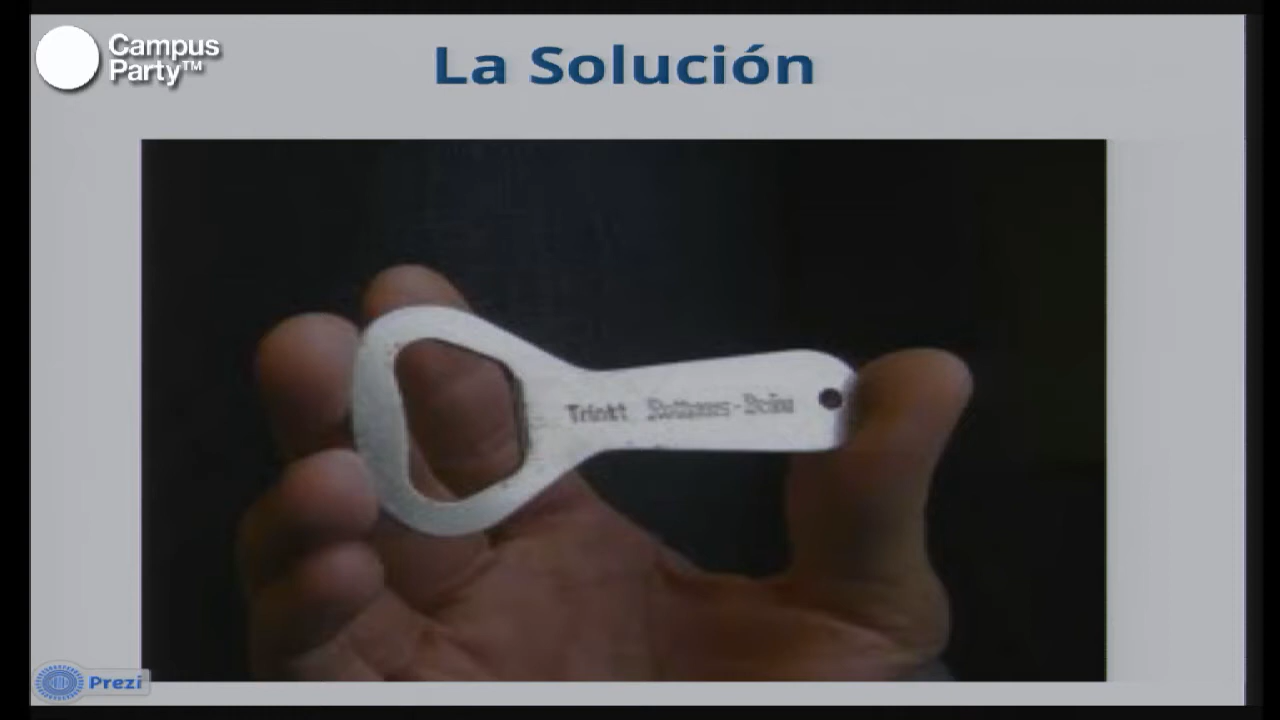 Campus
Party™
La Solución
Trinkt
Prezi